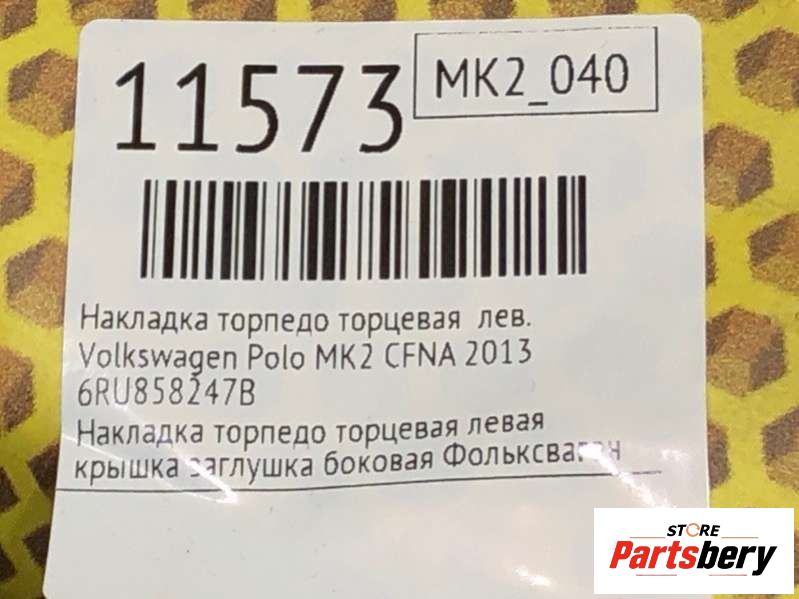 11573
MK2_040
Накладка торпедо торцевая лев.
Volkswagen Polo MK2 CFNA 2013
6RU858247B
Накладка торпедо торцевая левая
крышка заглушка боковая Фольксваген
STORE
Partsbery